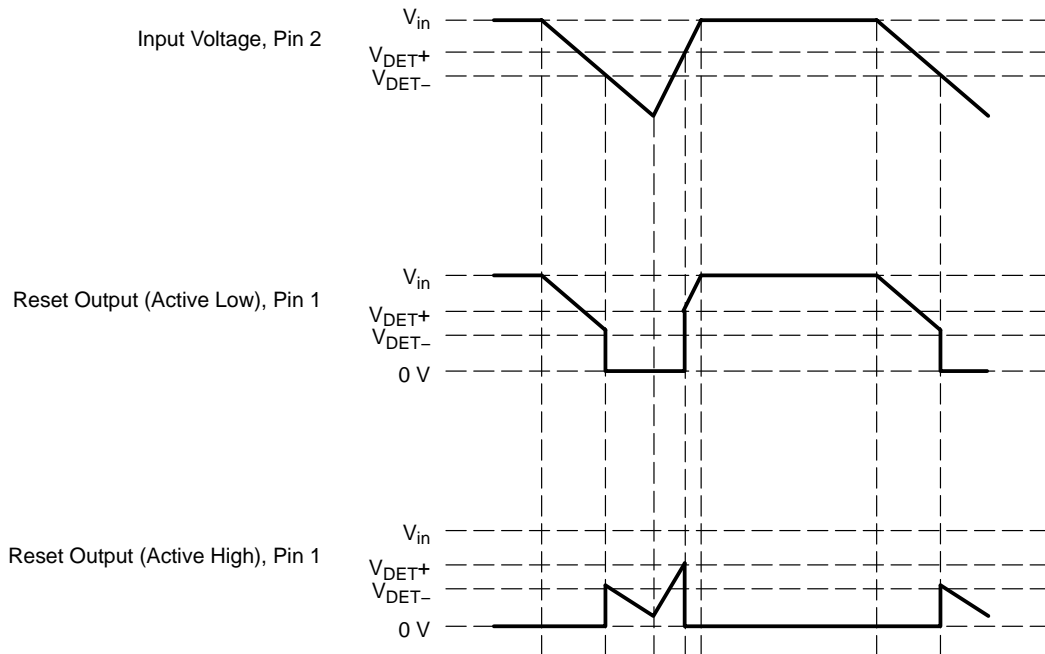 Input Voltage, Pin 2
V_in
V_DET+
V_DET−
Reset Output (Active Low), Pin 1
V_in
V_DET+
V_DET−
0 V
Reset Output (Active High), Pin 1
V_in
V_DET+
V_DET−
0 V